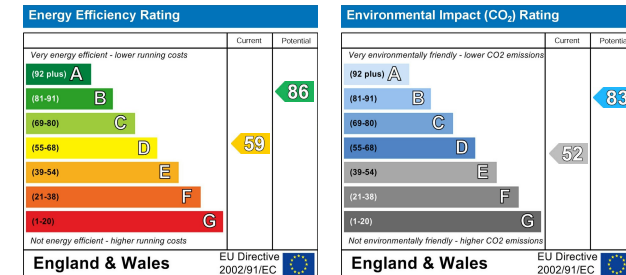 Energy Efficiency Rating
Current Potential
Very energy efficient - lower running costs
(92 plus) A
(81-91) B
(69-80) C
(55-68) D
(39-54) E
(21-38) F
(1-20) G
59
86
Not energy efficient - higher running costs
England & Wales
EU Directive
2002/91/EC
Environmental Impact (CO₂) Rating
Current Potentia
Very environmentally friendly - lower CO2 emissions
(92 plus) A
(81-91) B
(69-80) C
(55-68) D
(39-54) E
(21-38) F
(1-20) G
52
83
Not environmentally friendly - higher CO2 emissions
England & Wales
EU Directive
2002/91/EC